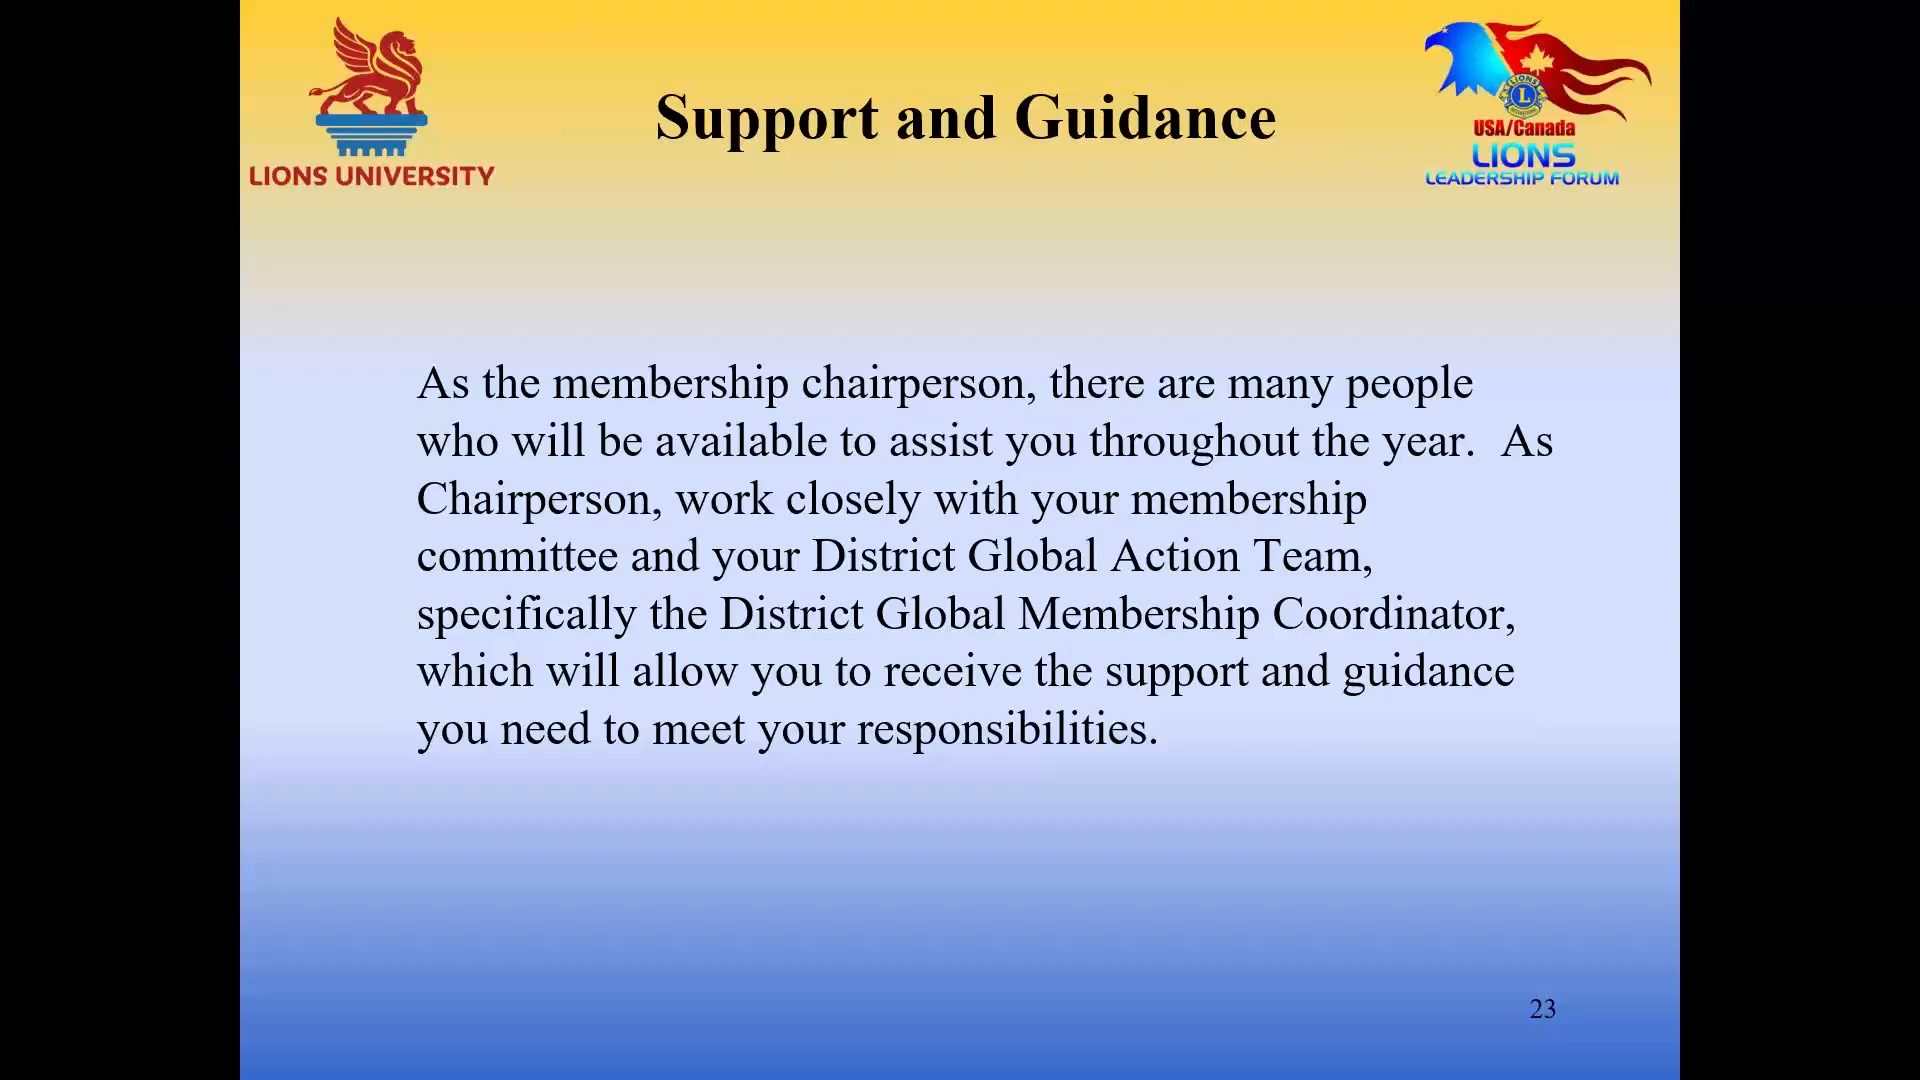 LIONS UNIVERSITY
Support and Guidance
LIONS
L
USA/Canada
LIONS
LEADERSHIP FORUM
As the membership chairperson, there are many people
who will be available to assist you throughout the year.  As
Chairperson, work closely with your membership
committee and your District Global Action Team,
specifically the District Global Membership Coordinator,
which will allow you to receive the support and guidance
you need to meet your responsibilities.
23